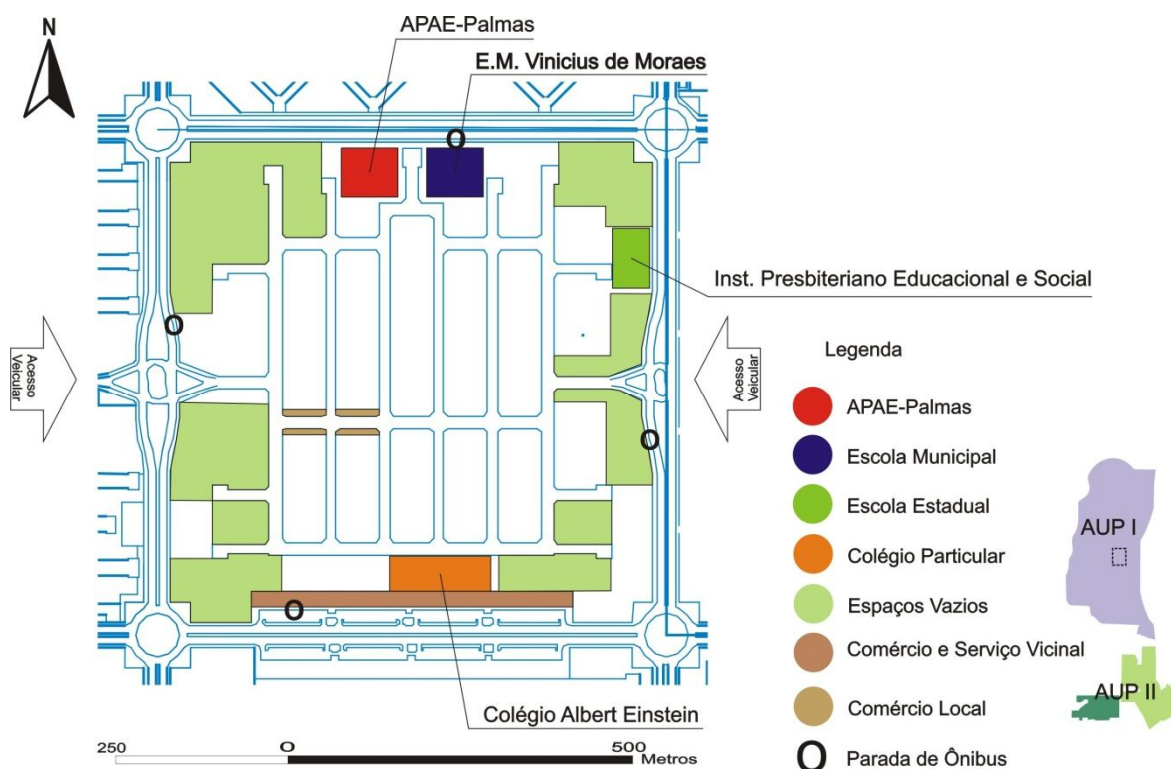 N
APAE-Palmas
E.M. Vinicius de Moraes
O
Inst. Presbiteriano Educacional e Social
O
Acesso
Veicular
Acesso
Veicular
O
O
Colégio Albert Einstein
250
O
500
Metros
Legenda
APAE-Palmas
Escola Municipal
Escola Estadual
Colégio Particular
Espaços Vazios
Comércio e Serviço Vicinal
Comércio Local
O Parada de Ônibus
AUP I
AUP II